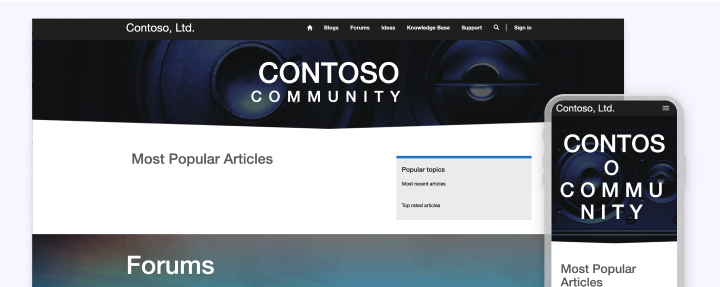 Contoso, Ltd.
Blogs Forums Ideas Knowledge Base Support Sign in
CONTOSO
COMMUNITY
Most Popular Articles
Popular topics
Most recent articles
Top rated articles
Forums
Contoso, Ltd.
CONTOS
O
COMMU
NITY
Most Popular
Articles